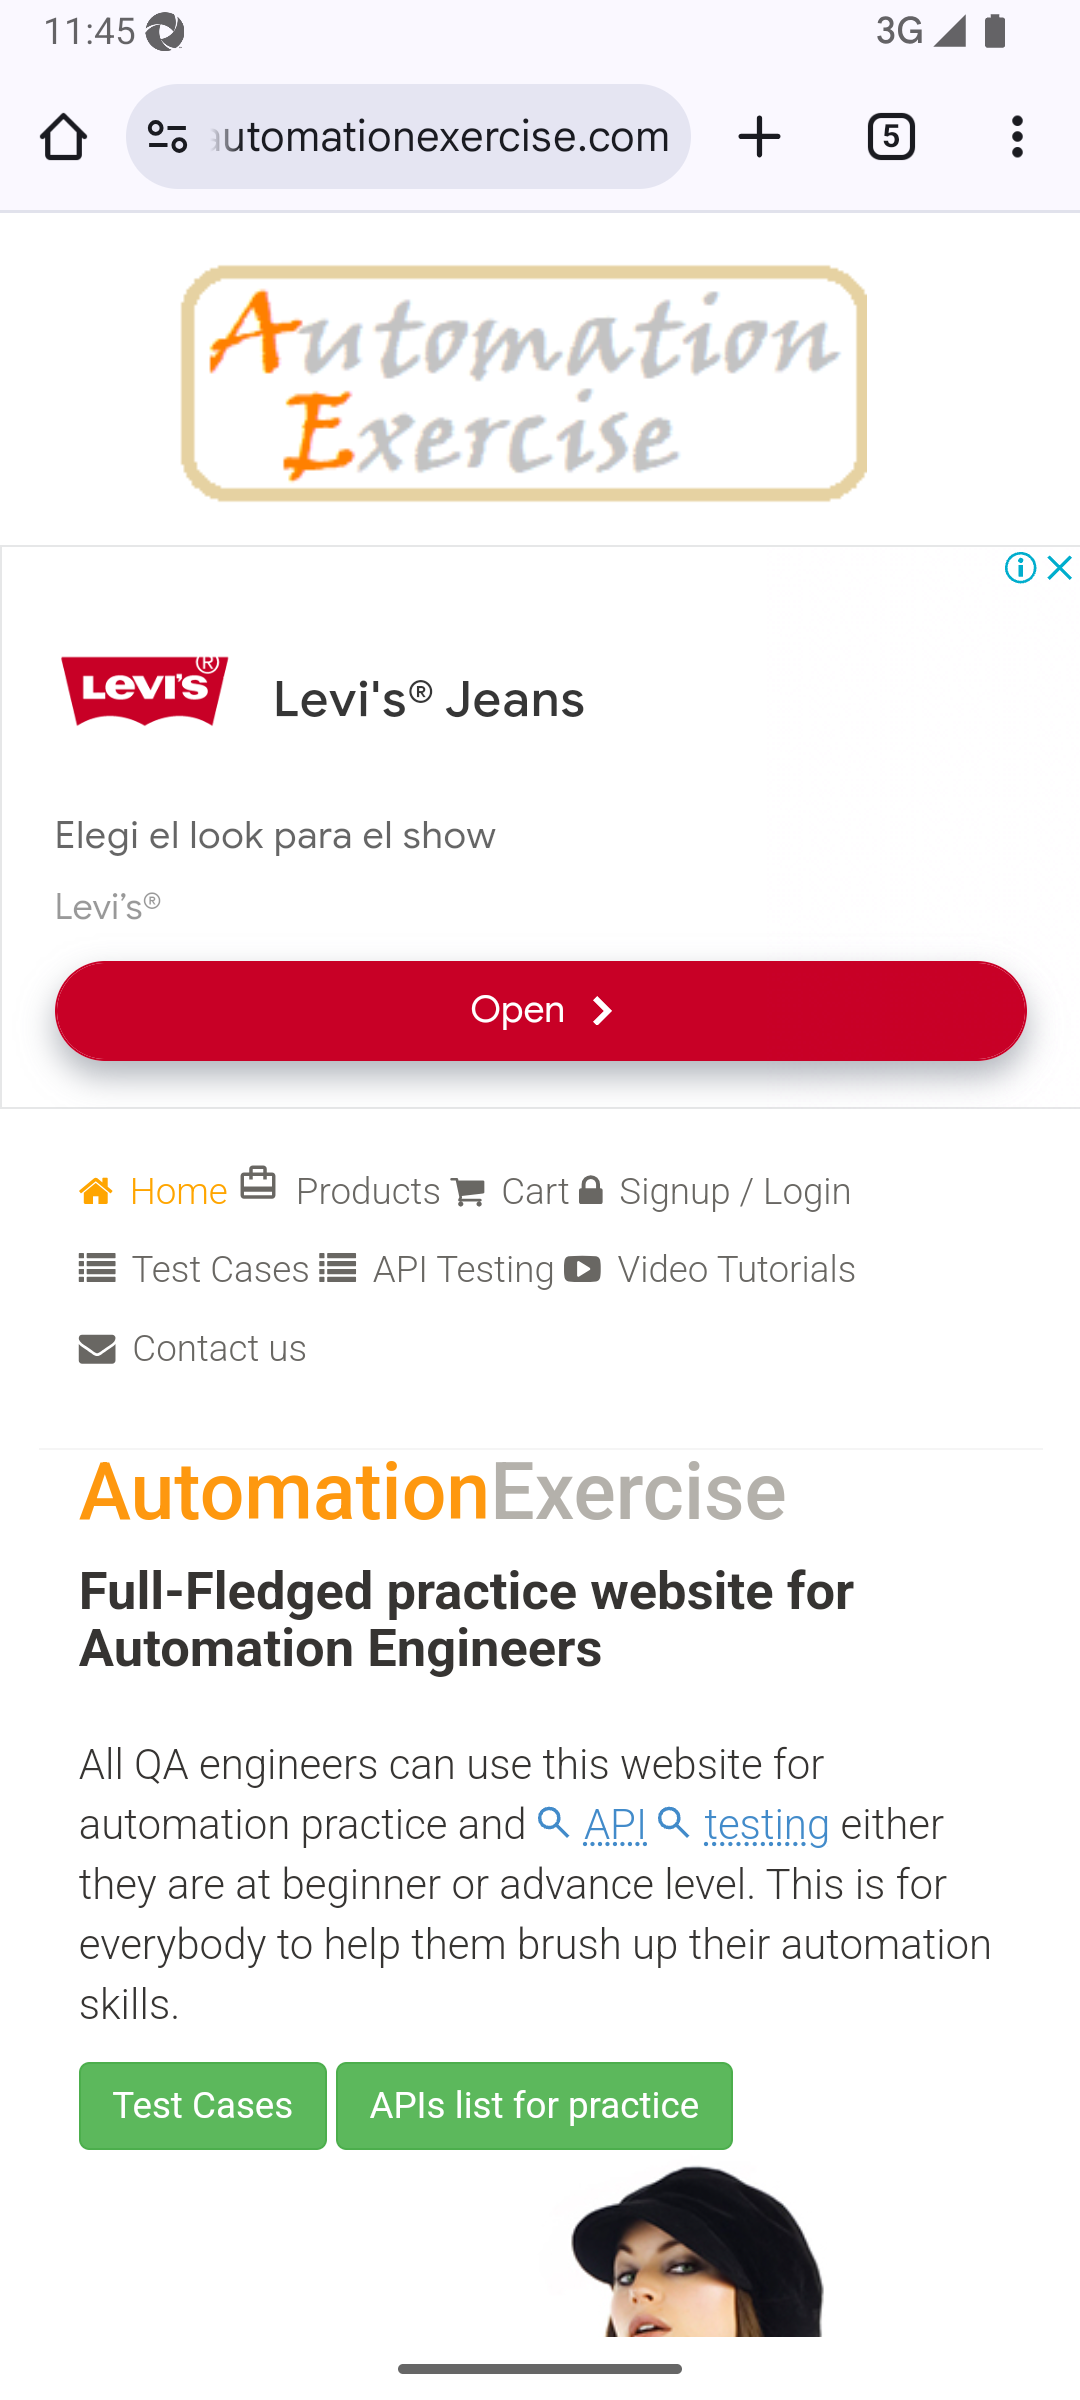 11:45 3G
automationexercise.com 5
Automation
Exercise
LEVI'S® Levi's® Jeans
Elegi el look para el show
Levi's®
Open
Home Products Cart Signup / Login
Test Cases API Testing Video Tutorials
Contact us
AutomationExercise
Full-Fledged practice website for
Automation Engineers
All QA engineers can use this website for
automation practice and API testing either
they are at beginner or advance level. This is for
everybody to help them brush up their automation
skills.
Test Cases APIs list for practice